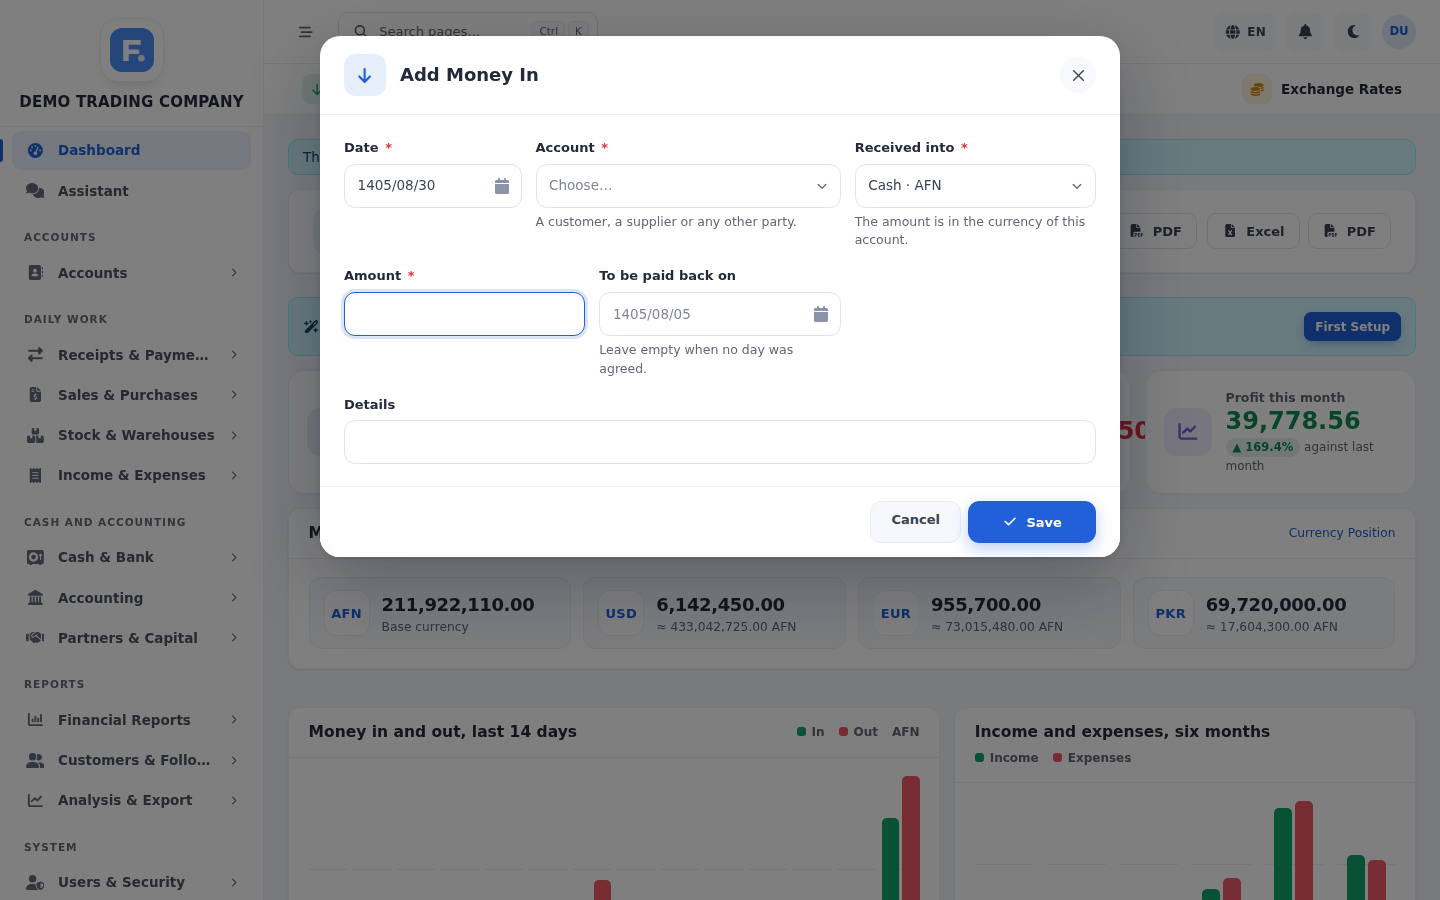 DEMO TRADING COMPANY
Dashboard
Assistant
ACCOUNTS
Accounts
DAILY WORK
Receipts & Payme...
Sales & Purchases
Stock & Warehouses
Income & Expenses
CASH AND ACCOUNTING
Cash & Bank
Accounting
Partners & Capital
REPORTS
Financial Reports
Customers & Follo...
Analysis & Export
SYSTEM
Users & Security
Search pages...
Ctrl K
EN
DU
Exchange Rates
Add Money In
Date *
1405/08/30
Account *
Choose...
A customer, a supplier or any other party.
Received into *
Cash · AFN
The amount is in the currency of this
account.
Amount *
To be paid back on
1405/08/05
Leave empty when no day was
agreed.
Details
Cancel
Save
Th
PDF
Excel
PDF
First Setup
50
Profit this month
39,778.56
▲ 169.4% against last
month
M
Currency Position
AFN
211,922,110.00
Base currency
USD
6,142,450.00
≈ 433,042,725.00 AFN
EUR
955,700.00
≈ 73,015,480.00 AFN
PKR
69,720,000.00
≈ 17,604,300.00 AFN
Money in and out, last 14 days
In Out AFN
Income and expenses, six months
Income Expenses